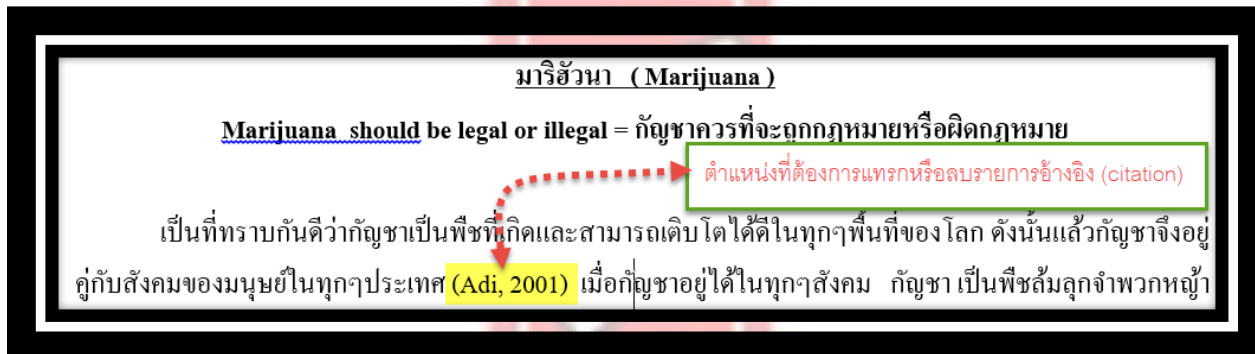 มาริฮัวนา ( Marijuana )
Marijuana should be legal or illegal = กัญชาควรที่จะถูกกฎหมายหรือผิดกฎหมาย
ตำแหน่งที่ต้องการแทรกหรือลบรายการอ้างอิง (citation)
เป็นที่ทราบกันดีว่ากัญชาเป็นพืชที่เกิดและสามารถเติบโตได้ดีในทุกๆพื้นที่ของโลก ดังนั้นแล้วกัญชาจึงอยู่
คู่กับสังคมของมนุษย์ในทุกๆประเทศ (Adi, 2001) เมื่อกัญชาอยู่ได้ในทุกๆสังคม กัญชา เป็นพืชล้มลุกจำพวกหญ้า